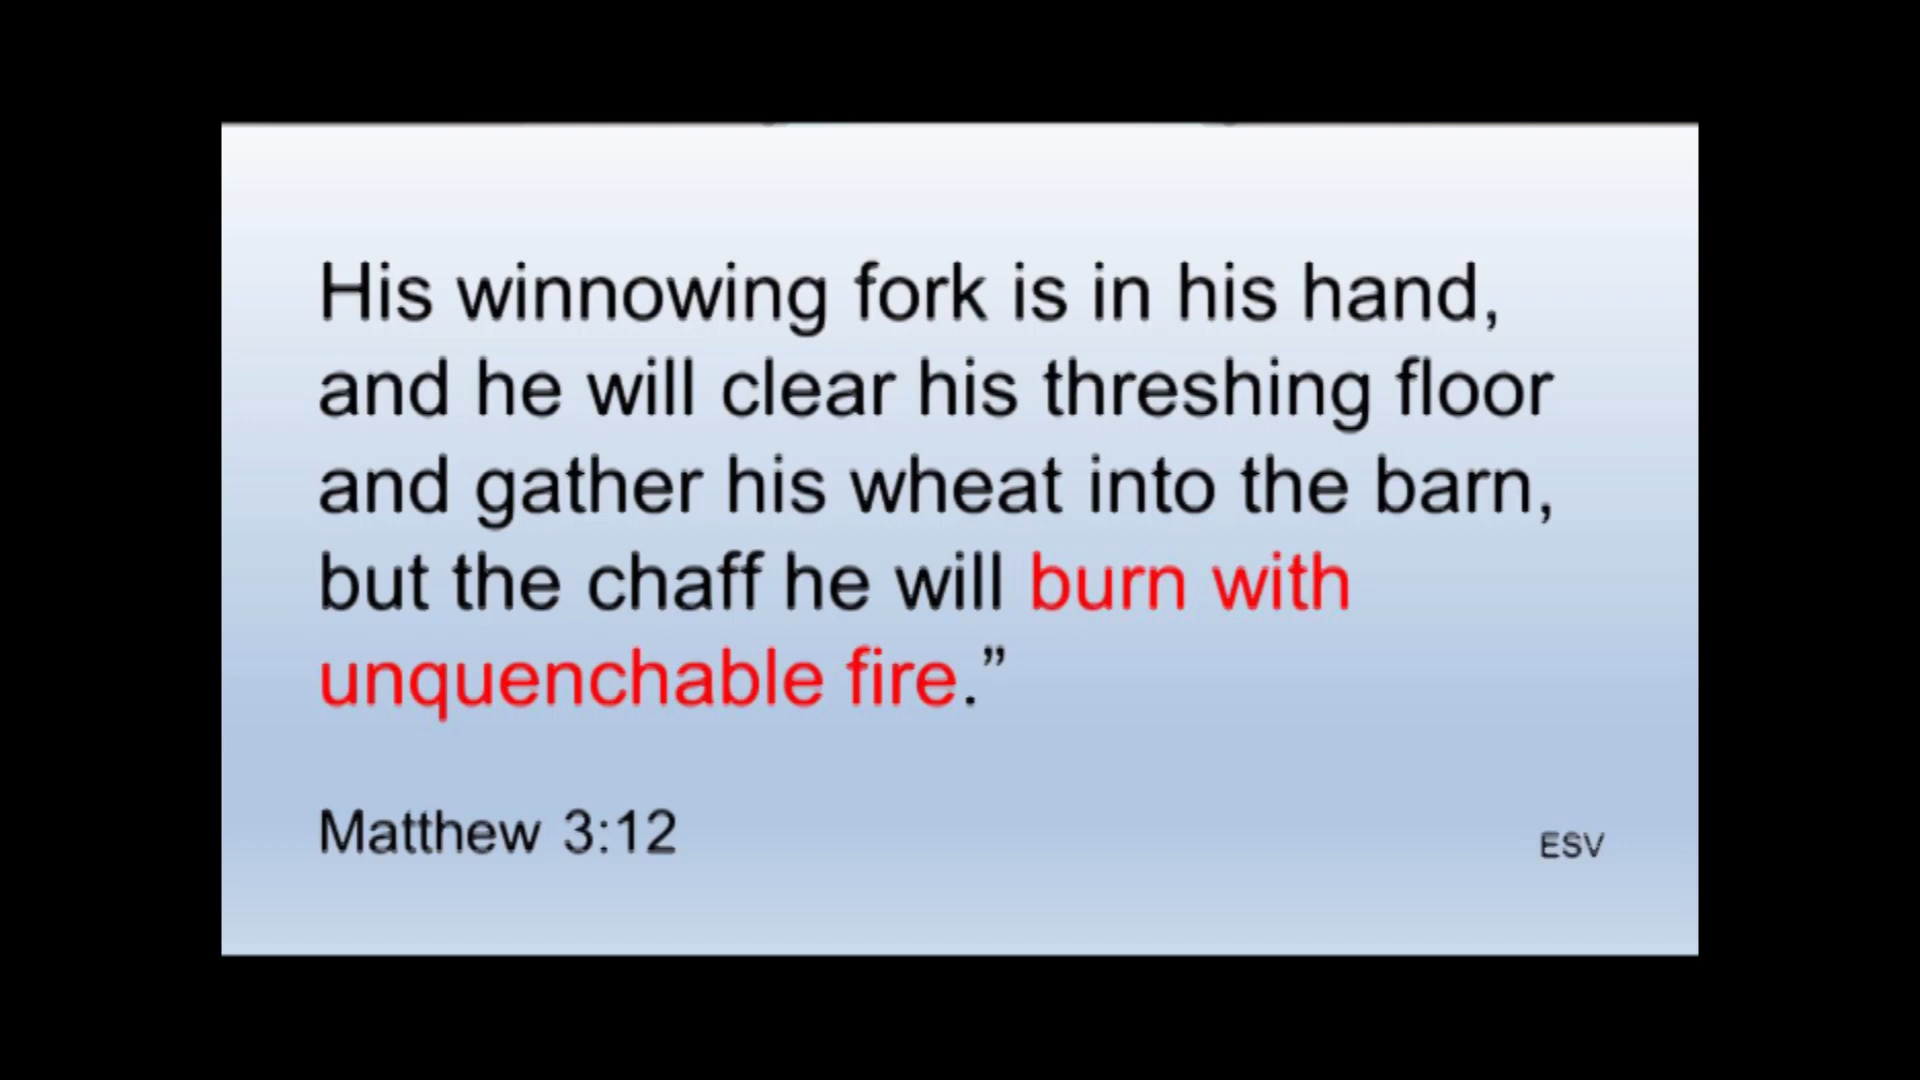 His winnowing fork is in his hand,
and he will clear his threshing floor
and gather his wheat into the barn,
but the chaff he will burn with
unquenchable fire.”
Matthew 3:12
ESV